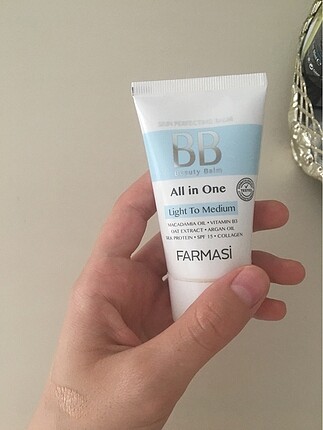 SKIN PERFECTING BALM
BB
Beauty Balm
All in One
Light To Medium
MACADAMIA OIL • VITAMIN B3
OAT EXTRACT • ARGAN OIL
SILK PROTEIN • SPF 15 • COLLAGEN
FARMASi